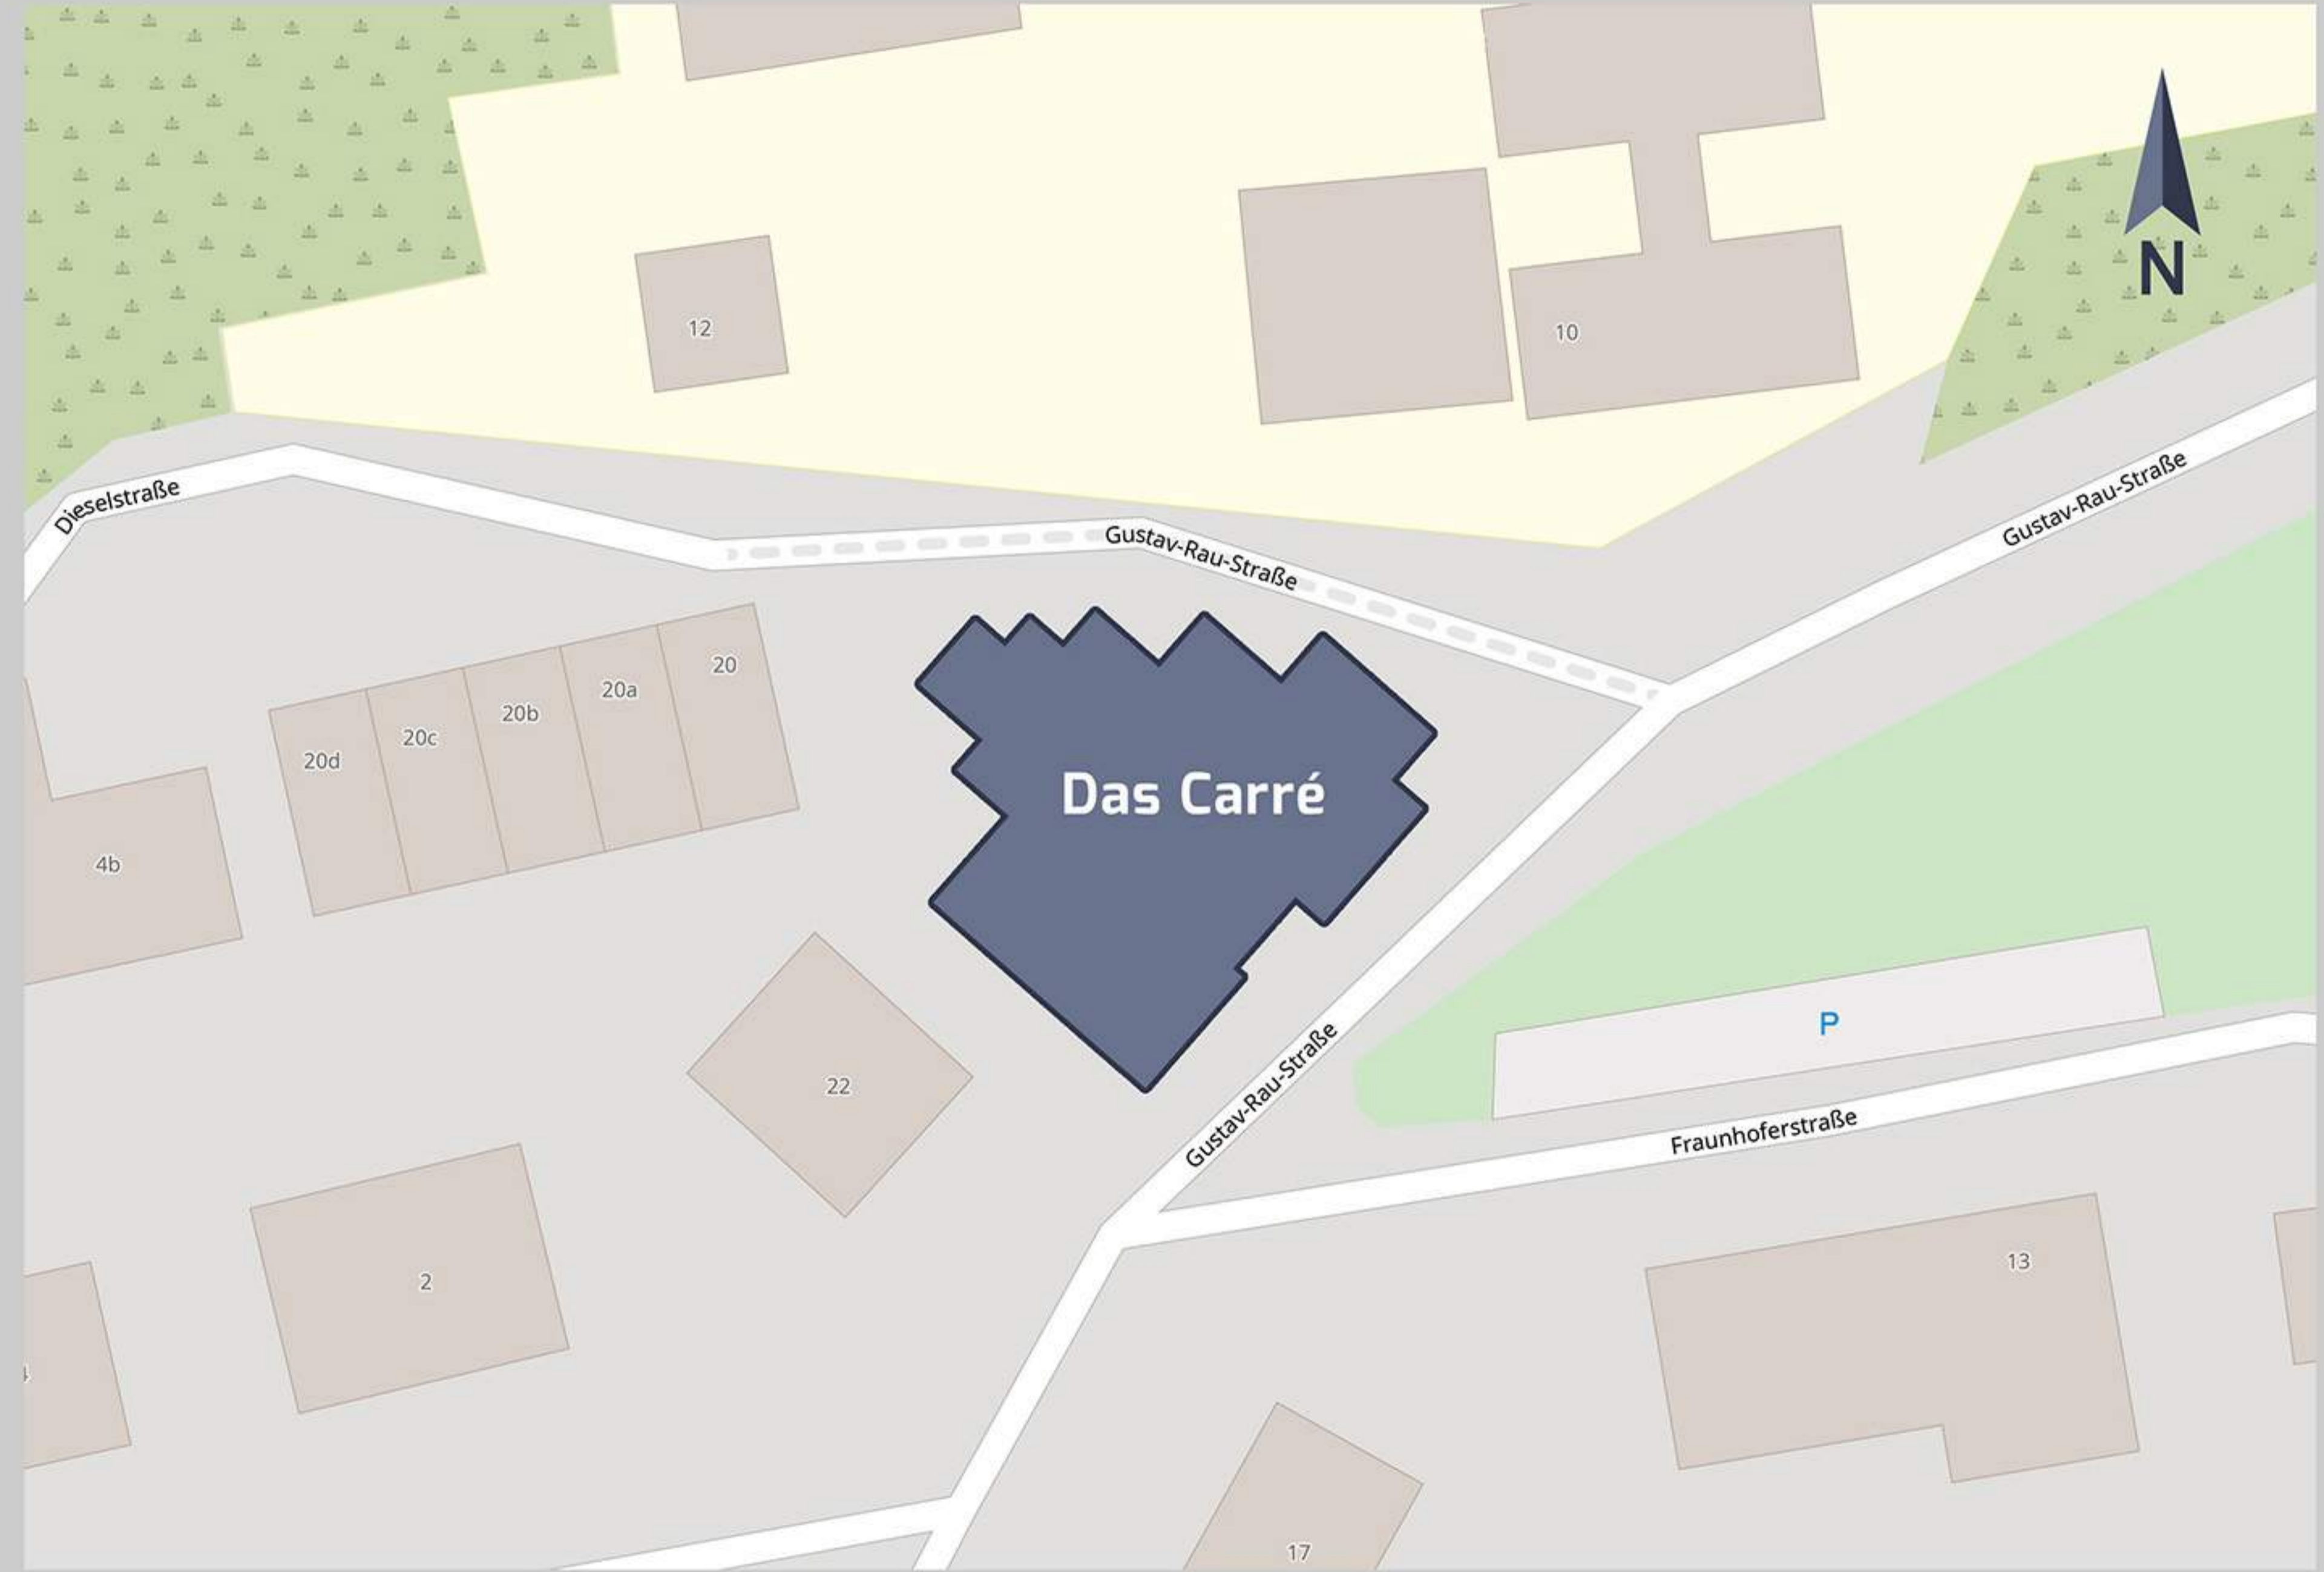 N
12
10
Dieselstraße
Gustav-Rau-Straße
Gustav-Rau-Straße
20
20a
20b
20c
20d
Das Carré
4b
P
22
Gustav-Rau-Straße
Fraunhoferstraße
13
2
17